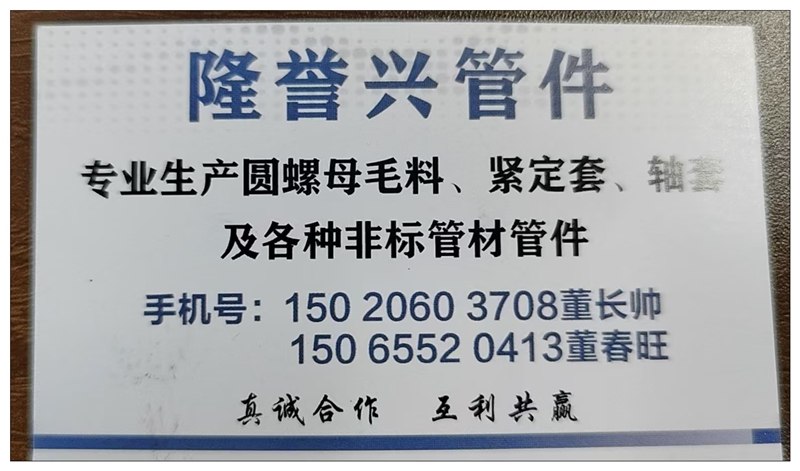 隆誉兴管件
专业生产圆螺母毛料、紧定套、轴套
及各种非标管材管件
手机号：150 2060 3708董长帅
150 6552 0413董春旺
真诚合作 互利共赢